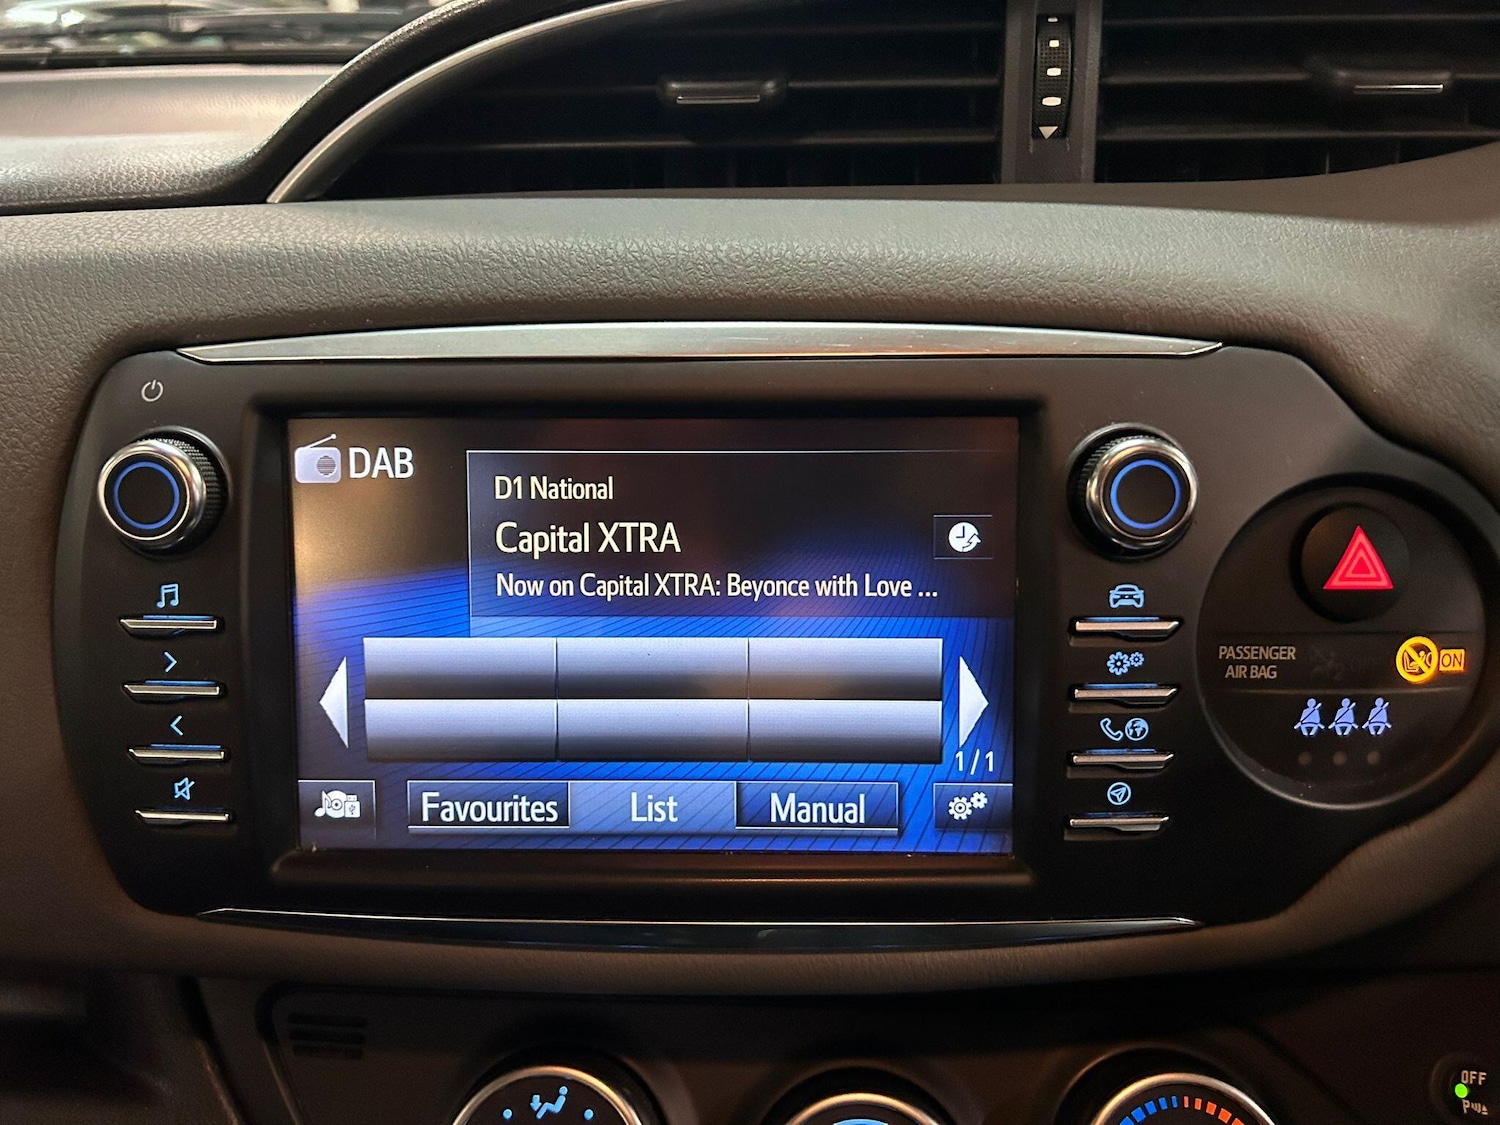 DAB
D1 National
Capital XTRA
Now on Capital XTRA: Beyonce with Love ...
1/1
Favourites
List
Manual
PASSENGER
AIR BAG
ON
OFF